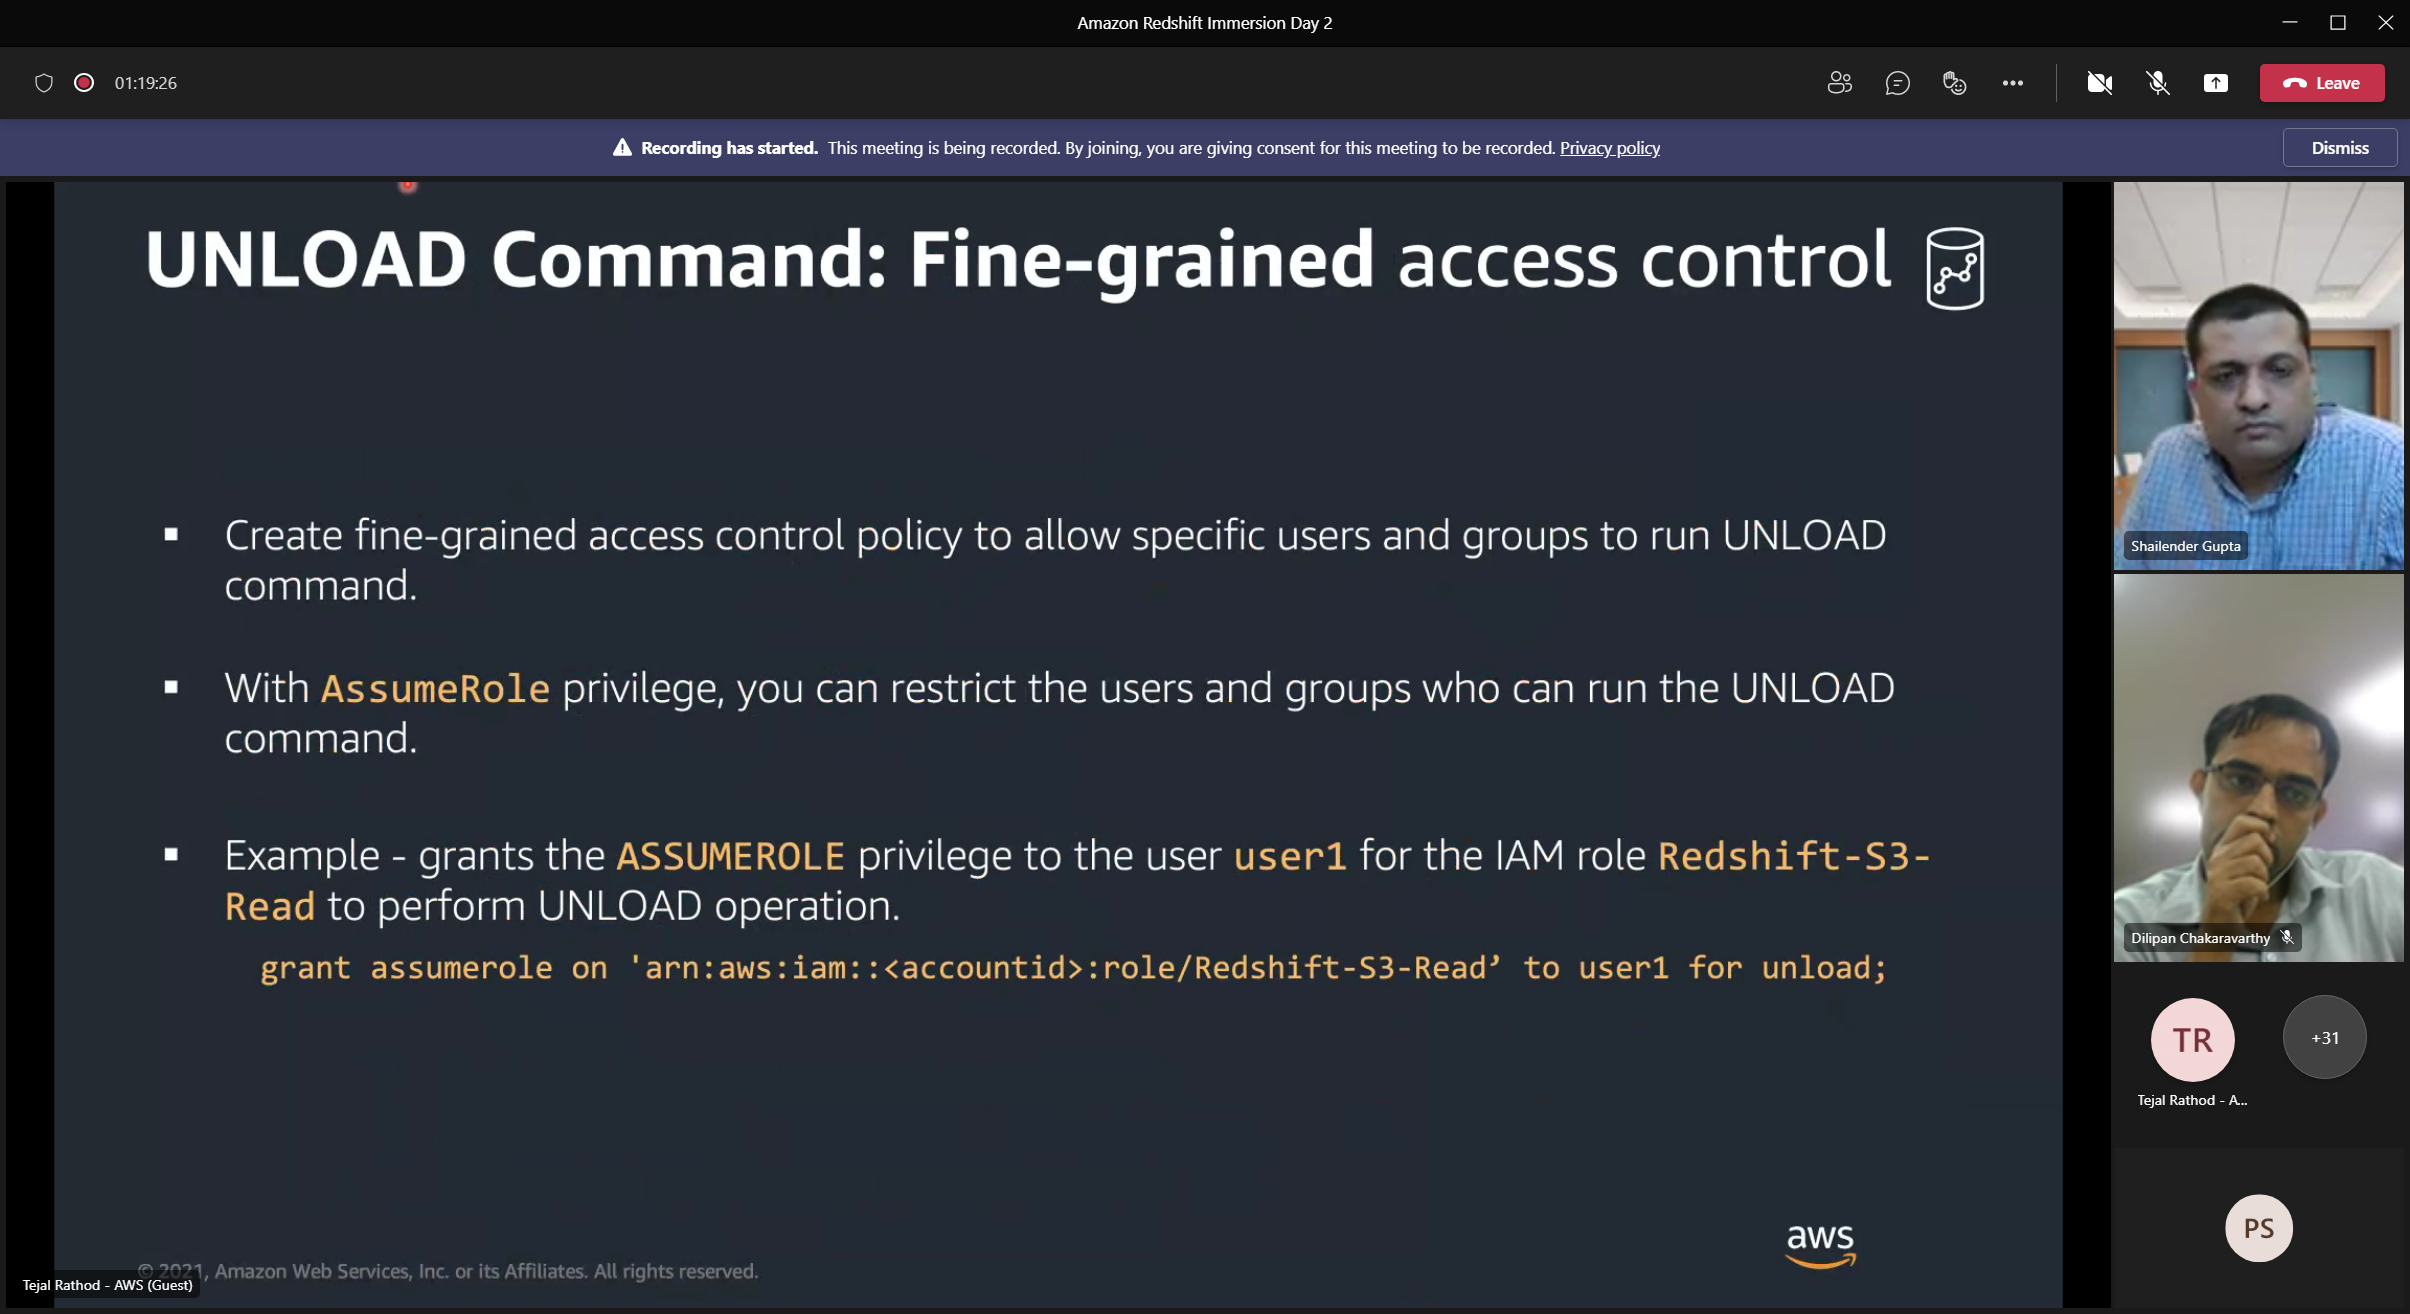 Amazon Redshift Immersion Day 2
01:19:26
Leave
Recording has started. This meeting is being recorded. By joining, you are giving consent for this meeting to be recorded. Privacy policy
Dismiss
UNLOAD Command: Fine-grained access control
Create fine-grained access control policy to allow specific users and groups to run UNLOAD
command.
With AssumeRole privilege, you can restrict the users and groups who can run the UNLOAD
command.
Example - grants the ASSUMEROLE privilege to the user user1 for the IAM role Redshift-S3-
Read to perform UNLOAD operation.
grant assumerole on 'arn:aws:iam::<accountid>:role/Redshift-S3-Read’ to user1 for unload;
aws
© 2021, Amazon Web Services, Inc. or its Affiliates. All rights reserved.
Tejal Rathod - AWS (Guest)
Shailender Gupta
Dilipan Chakaravarthy
TR
+31
Tejal Rathod - A...
PS